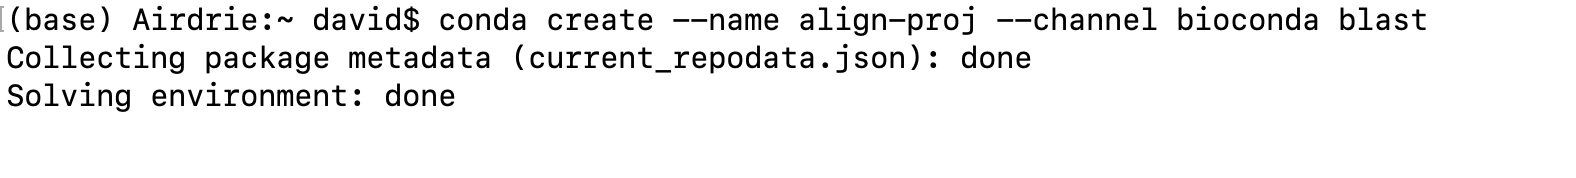 (base) Airdrie:~ david$ conda create --name align-proj --channel bioconda blast
Collecting package metadata (current_repodata.json): done
Solving environment: done